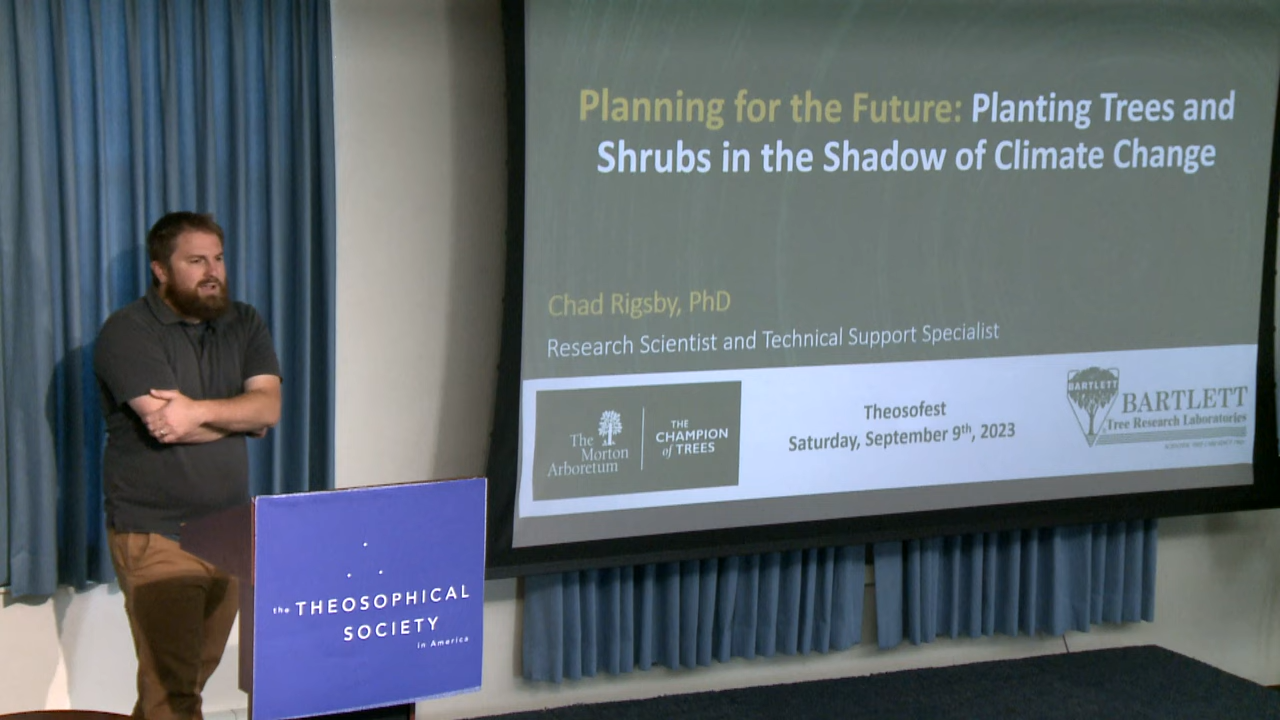 Planning for the Future: Planting Trees and
Shrubs in the Shadow of Climate Change
Chad Rigsby, PhD
Research Scientist and Technical Support Specialist
The
Morton
Arboretum
THE
CHAMPION
of TREES
Theosofest
Saturday, September 9th, 2023
BARTLETT
BARTLETT
Tree Research Laboratories
the THEOSOPHICAL
SOCIETY
in America